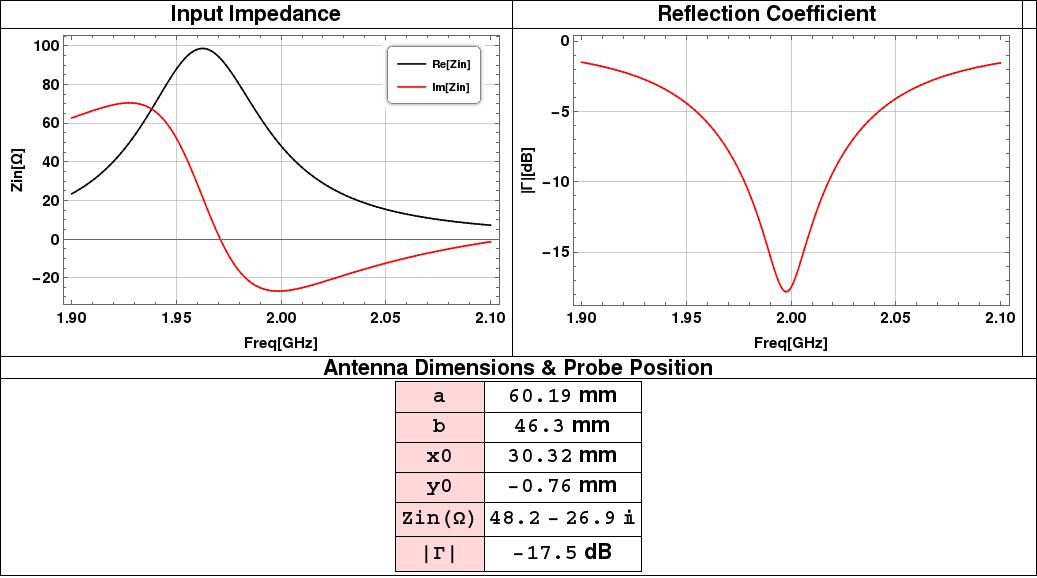 Input Impedance
Reflection Coefficient
100
80
60
40
20
0
−20
Zin[Ω]
Re[Zin]
Im[Zin]
1.90 1.95 2.00 2.05 2.10
Freq[GHz]
0
−5
−10
−15
|Γ|[dB]
1.90 1.95 2.00 2.05 2.10
Freq[GHz]
Antenna Dimensions & Probe Position
a 60.19 mm
b 46.3 mm
x0 30.32 mm
y0 -0.76 mm
Zin(Ω) 48.2 - 26.9 i
|Γ| -17.5 dB